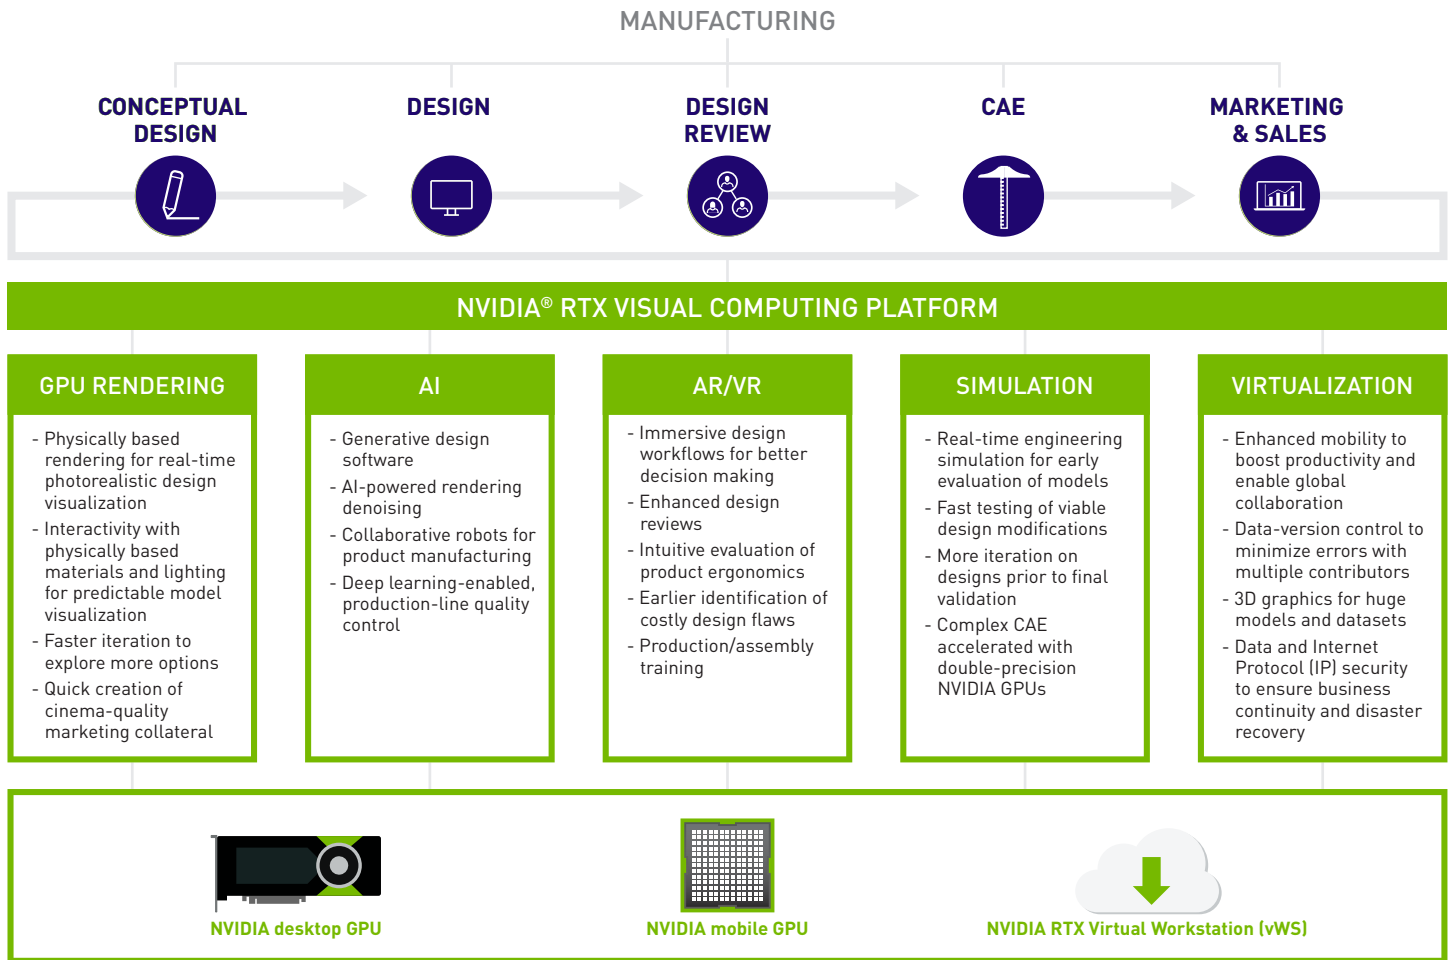 MANUFACTURING
CONCEPTUAL
DESIGN
DESIGN
DESIGN
REVIEW
CAE
MARKETING
& SALES
NVIDIA® RTX VISUAL COMPUTING PLATFORM
GPU RENDERING
- Physically based
rendering for real-time
photorealistic design
visualization
- Interactivity with
physically based
materials and lighting
for predictable model
visualization
- Faster iteration to
explore more options
- Quick creation of
cinema-quality
marketing collateral
AI
- Generative design
software
- AI-powered rendering
denoising
- Collaborative robots for
product manufacturing
- Deep learning-enabled,
production-line quality
control
AR/VR
- Immersive design
workflows for better
decision making
- Enhanced design
reviews
- Intuitive evaluation of
product ergonomics
- Earlier identification of
costly design flaws
- Production/assembly
training
SIMULATION
- Real-time engineering
simulation for early
evaluation of models
- Fast testing of viable
design modifications
- More iteration on
designs prior to final
validation
- Complex CAE
accelerated with
double-precision
NVIDIA GPUs
VIRTUALIZATION
- Enhanced mobility to
boost productivity and
enable global
collaboration
- Data-version control to
minimize errors with
multiple contributors
- 3D graphics for huge
models and datasets
- Data and Internet
Protocol (IP) security
to ensure business
continuity and disaster
recovery
NVIDIA desktop GPU
NVIDIA mobile GPU
NVIDIA RTX Virtual Workstation (vWS)